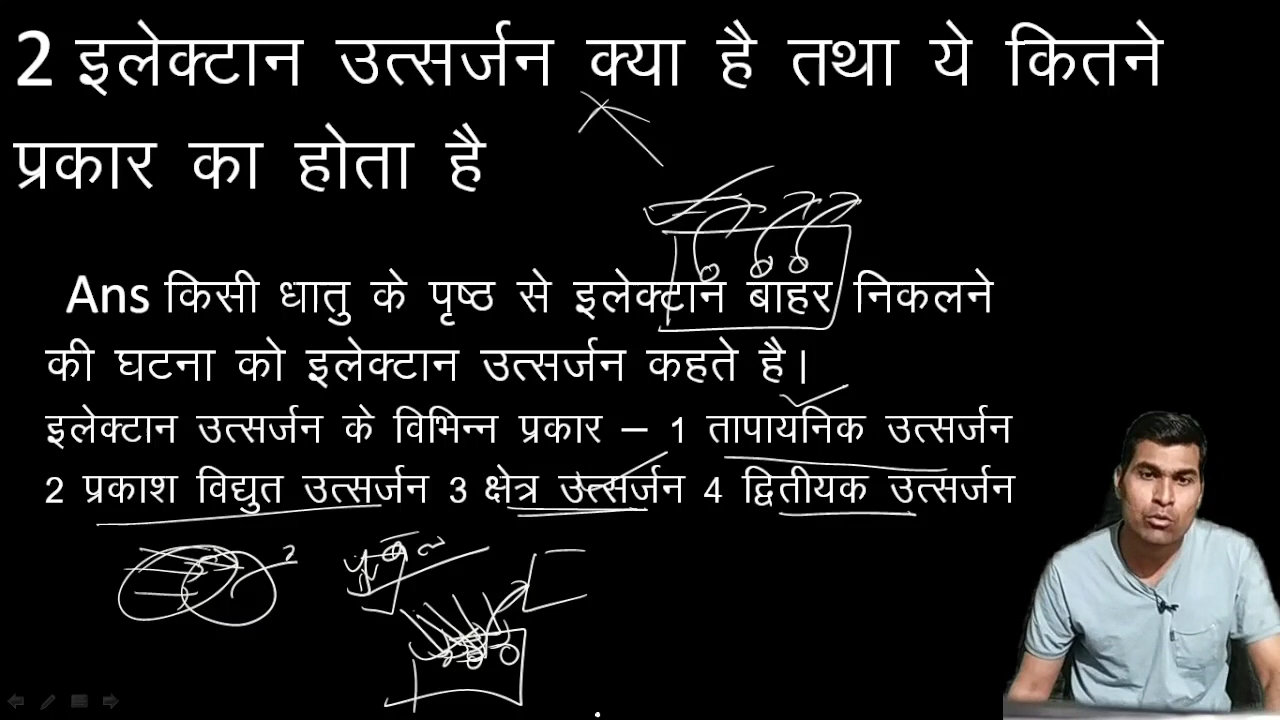 2 इलेक्टान उत्सर्जन क्या है तथा ये कितने
प्रकार का होता है
Ans किसी धातु के पृष्ठ से इलेक्टान बाहर निकलने
की घटना को इलेक्टान उत्सर्जन कहते है।
इलेक्टान उत्सर्जन के विभिन्न प्रकार – 1 तापायनिक उत्सर्जन
2 प्रकाश विद्युत उत्सर्जन 3 क्षेत्र उत्सर्जन 4 द्वितीयक उत्सर्जन